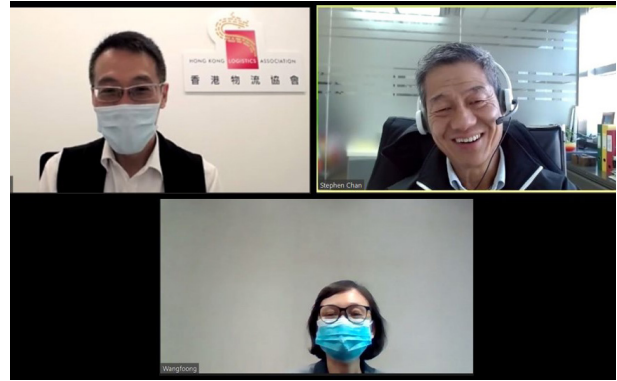 HONG KONG LOGISTICS ASSOCIATION
香港物流協會
Stephen Chan
Wangfoong